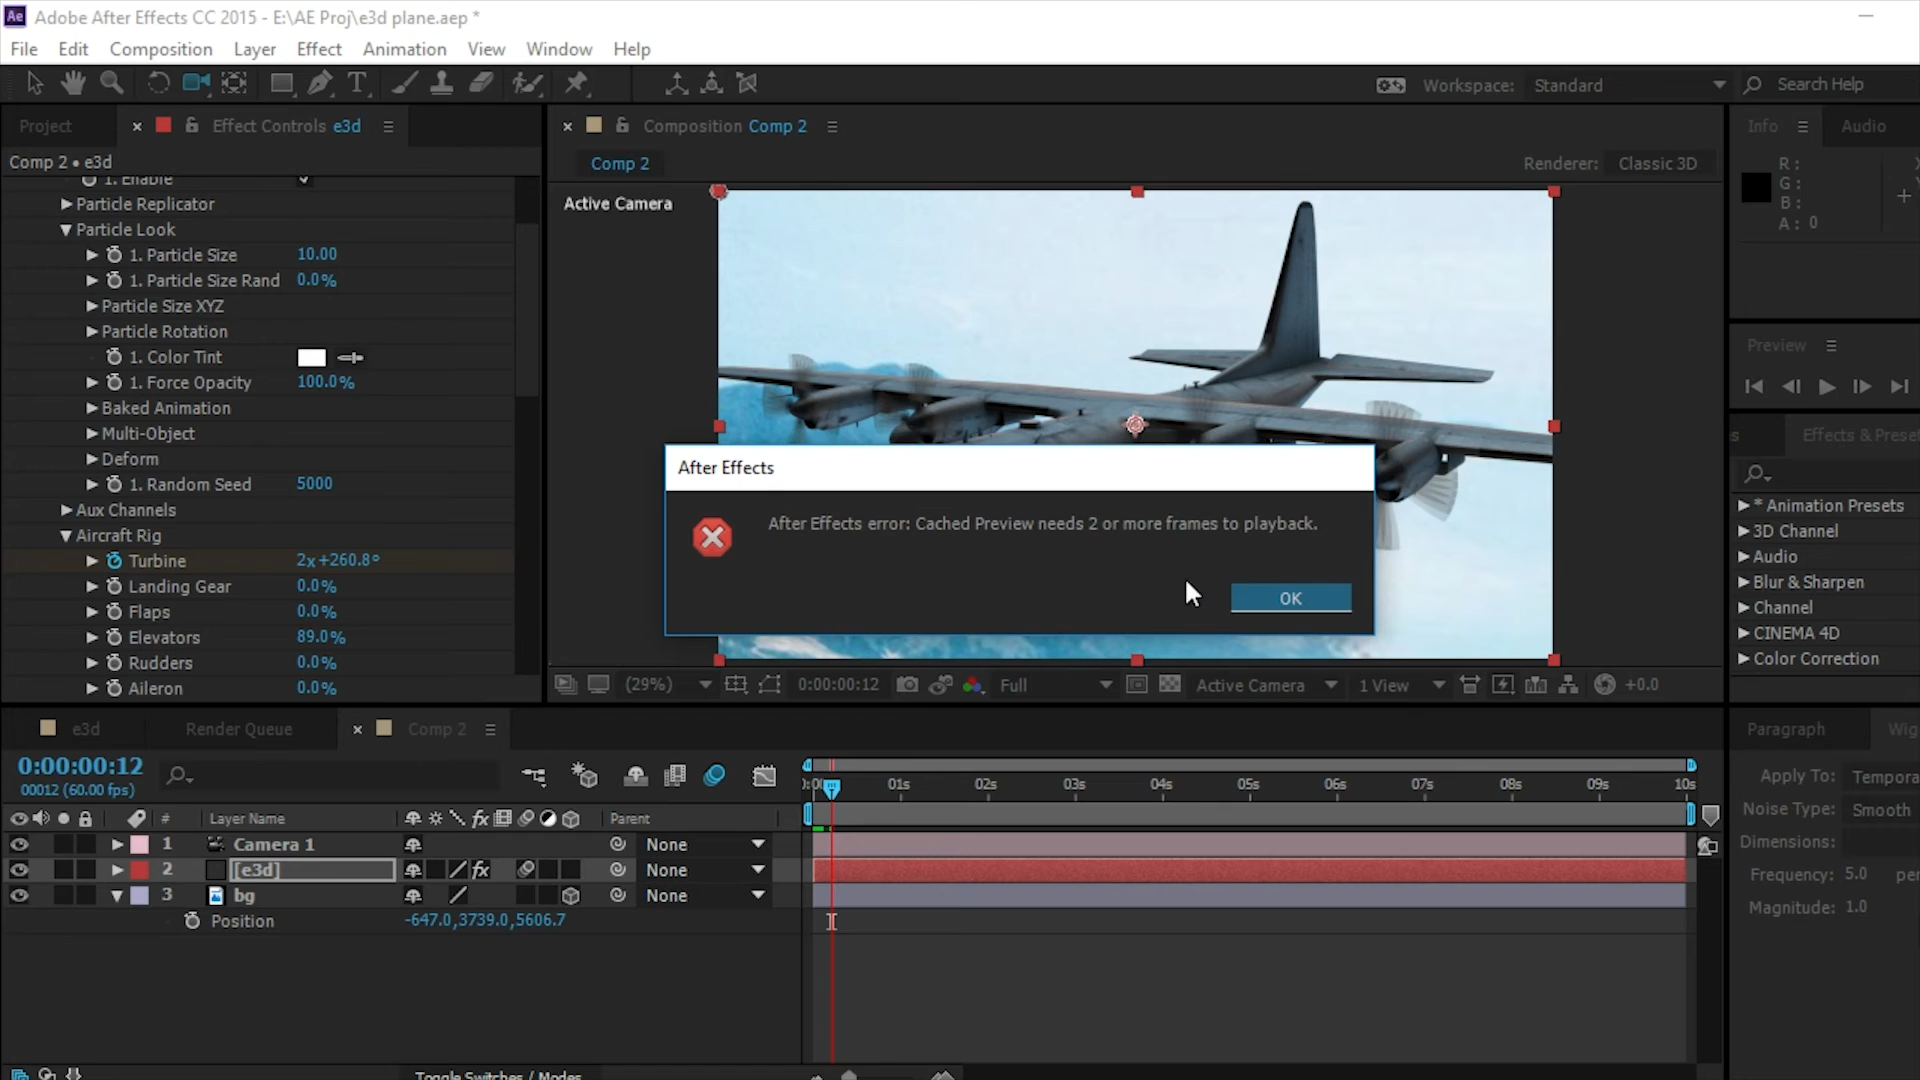 Adobe After Effects CC 2015 - E:\AE Proj\e3d plane.aep *
File Edit Composition Layer Effect Animation View Window Help
Workspace: Standard Search Help
Project Effect Controls e3d
Composition Comp 2
Info Audio
Comp 2 • e3d
Comp 2
Renderer: Classic 3D
R:
G:
B:
A: 0
1. Enable
Particle Replicator
Particle Look
1. Particle Size 10.00
1. Particle Size Rand 0.0%
Particle Size XYZ
Particle Rotation
1. Color Tint
1. Force Opacity 100.0%
Baked Animation
Multi-Object
Deform
1. Random Seed 5000
Aux Channels
Aircraft Rig
Turbine 2x+260.8°
Landing Gear 0.0%
Flaps 0.0%
Elevators 89.0%
Rudders 0.0%
Aileron 0.0%
Active Camera
After Effects
After Effects error: Cached Preview needs 2 or more frames to playback.
OK
(29%) 0:00:00:12 Full Active Camera 1 View +0.0
Preview
Effects & Prese
* Animation Presets
3D Channel
Audio
Blur & Sharpen
Channel
CINEMA 4D
Color Correction
e3d Render Queue Comp 2
0:00:00:12
00012 (60.00 fps)
01s 02s 03s 04s 05s 06s 07s 08s 09s 10s
# Layer Name Parent
1 Camera 1 None
2 [e3d] None
3 bg None
Position -647.0,3739.0,5606.7
Toggle Switches / Modes
Paragraph Wig
Apply To: Tempora
Noise Type: Smooth
Dimensions:
Frequency: 5.0 per
Magnitude: 1.0